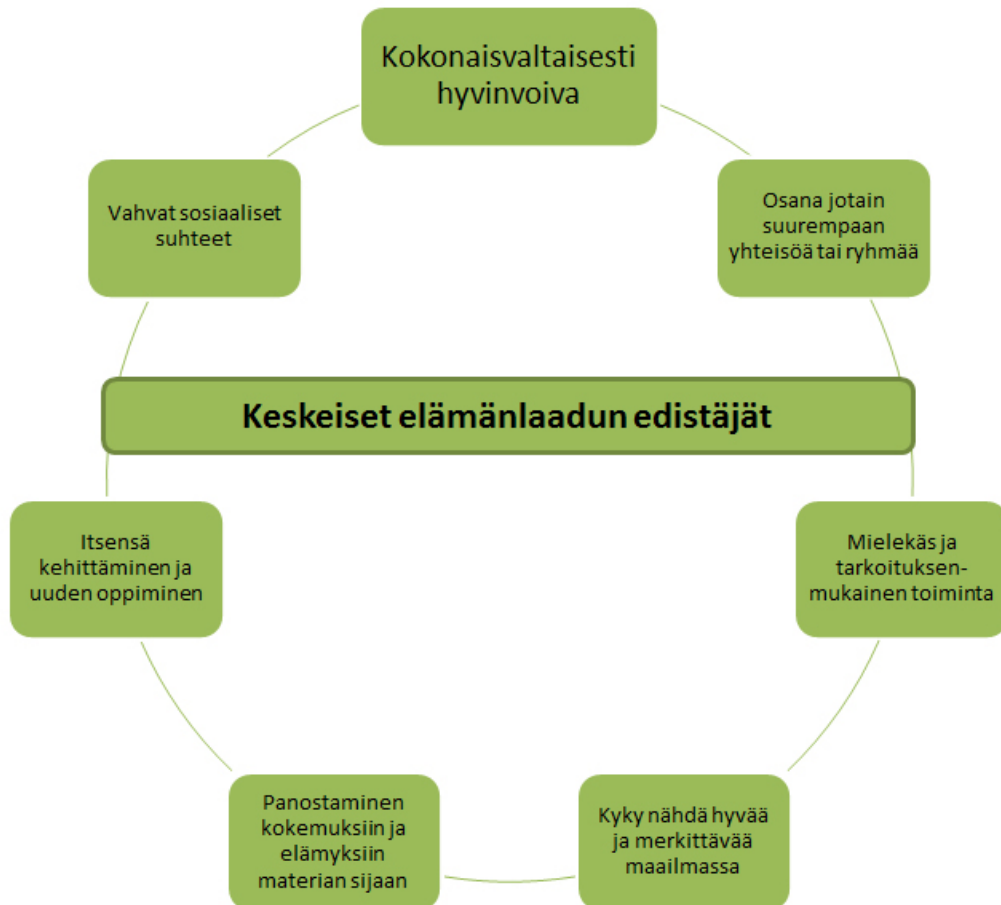 Kokonaisvaltaisesti
hyvinvoiva
Vahvat sosiaaliset
suhteet
Osana jotain
suurempaan
yhteisöä tai ryhmää
Keskeiset elämänlaadun edistäjät
Itsensä
kehittäminen ja
uuden oppiminen
Mielekäs ja
tarkoituksen-
mukainen toiminta
Panostaminen
kokemuksiin ja
elämyksiin
materian sijaan
Kyky nähdä hyvää
ja merkittävää
maailmassa